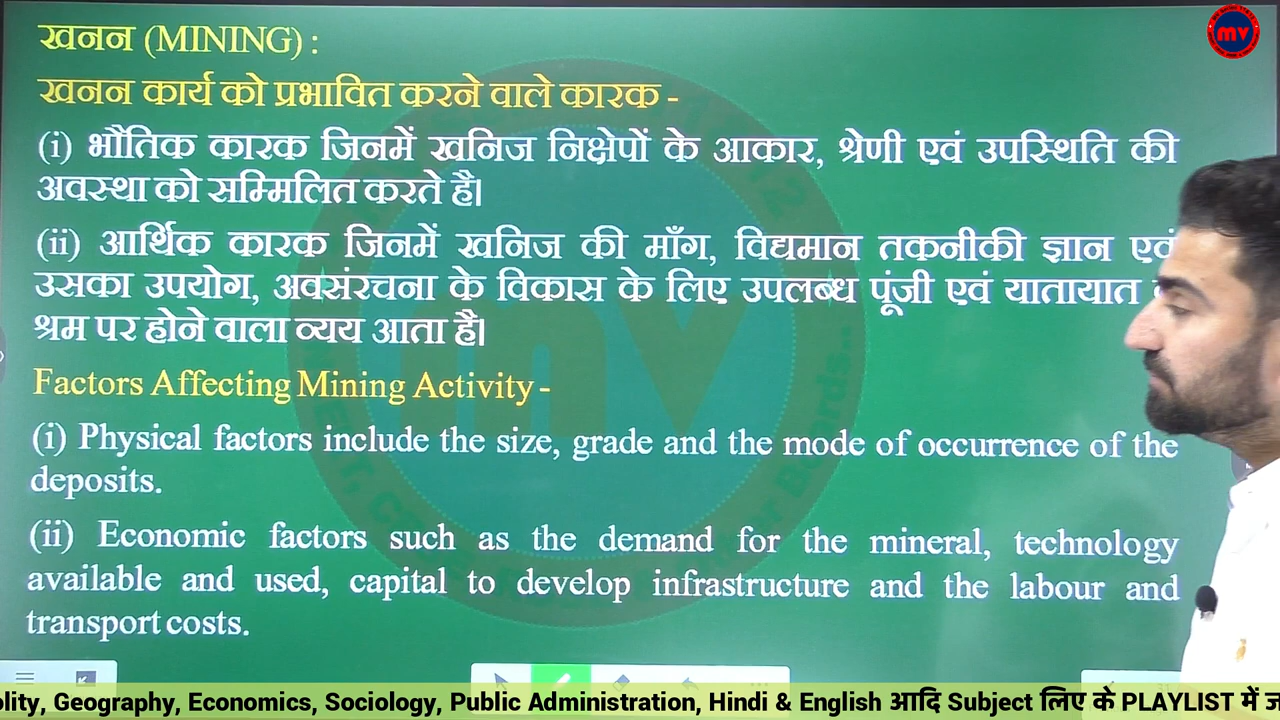 खनन (MINING) :
खनन कार्य को प्रभावित करने वाले कारक -
(i) भौतिक कारक जिनमें खनिज निक्षेपों के आकार, श्रेणी एवं उपस्थिति की
अवस्था को सम्मिलित करते है।
(ii) आर्थिक कारक जिनमें खनिज की माँग, विद्यमान तकनीकी ज्ञान एवं
उसका उपयोग, अवसंरचना के विकास के लिए उपलब्ध पूंजी एवं यातायात
श्रम पर होने वाला व्यय आता है।
Factors Affecting Mining Activity -
(i) Physical factors include the size, grade and the mode of occurrence of the
deposits.
(ii) Economic factors such as the demand for the mineral, technology
available and used, capital to develop infrastructure and the labour and
transport costs.
mv
mv
Geography, Economics, Sociology, Public Administration, Hindi & English आदि Subject लिए के PLAYLIST में